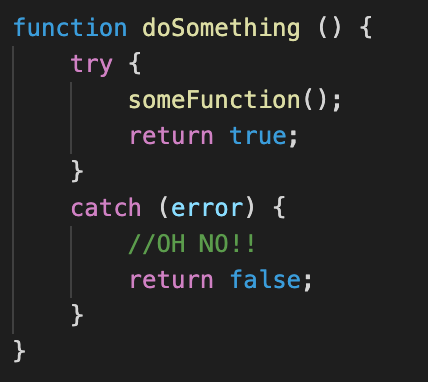 function doSomething () {
    try {
        someFunction();
        return true;
    }
    catch (error) {
        //OH NO!!
        return false;
    }
}